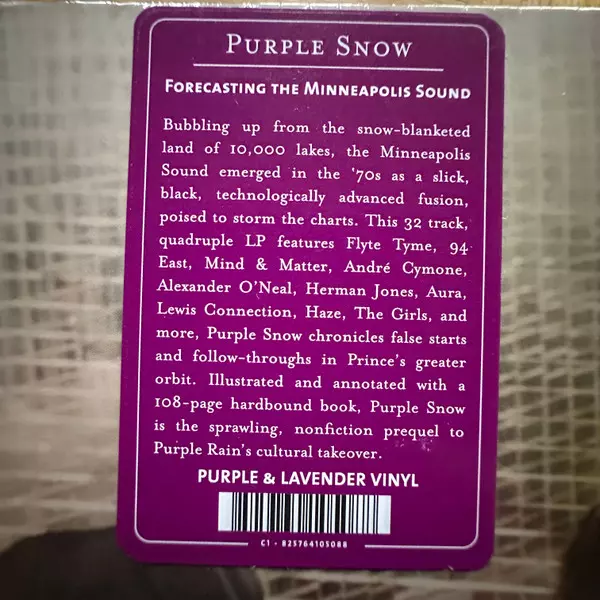 Purple Snow
Forecasting the Minneapolis Sound
Bubbling up from the snow-blanketed
land of 10,000 lakes, the Minneapolis
Sound emerged in the '70s as a slick,
black, technologically advanced fusion,
poised to storm the charts. This 32 track,
quadruple LP features Flyte Tyme, 94
East, Mind & Matter, André Cymone,
Alexander O'Neal, Herman Jones, Aura,
Lewis Connection, Haze, The Girls, and
more, Purple Snow chronicles false starts
and follow-throughs in Prince's greater
orbit. Illustrated and annotated with a
108-page hardbound book, Purple Snow
is the sprawling, nonfiction prequel to
Purple Rain's cultural takeover.
PURPLE & LAVENDER VINYL
C1 - 825764105088